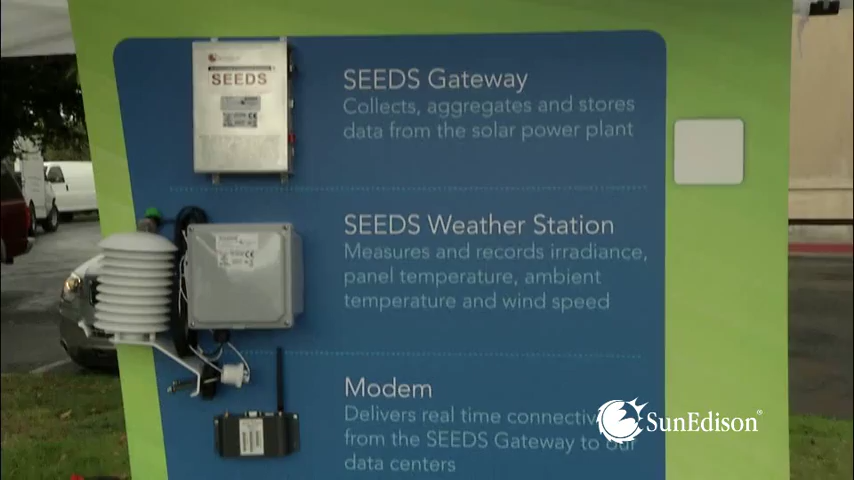 SEEDS
SEEDS Gateway
Collects, aggregates and stores
data from the solar power plant
SEEDS Weather Station
Measures and records irradiance,
panel temperature, ambient
temperature and wind speed
Modem
Delivers real time
from the SEEDS Gateway to our
data centers
SunEdison®